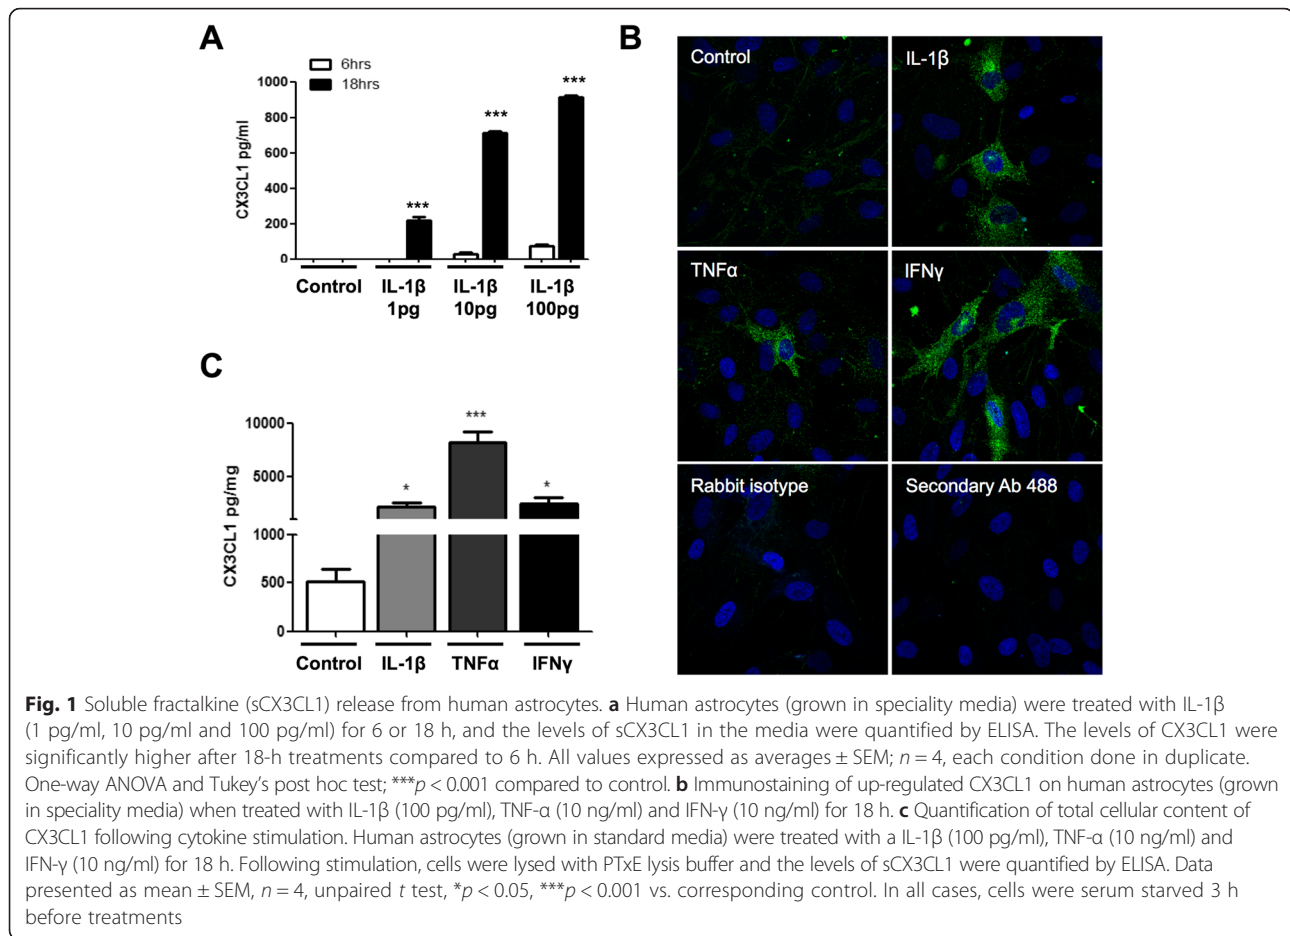 A
6hrs
18hrs
CX3CL1 pg/ml
1000
800
600
400
200
0
***
***
***
Control
IL-1β
1pg
IL-1β
10pg
IL-1β
100pg
B
Control
IL-1β
TNFα
IFNγ
Rabbit isotype
Secondary Ab 488
C
CX3CL1 pg/mg
10000
5000
1000
500
0
*
***
*
Control
IL-1β
TNFα
IFNγ
Fig. 1 Soluble fractalkine (sCX3CL1) release from human astrocytes. a Human astrocytes (grown in speciality media) were treated with IL-1β
(1 pg/ml, 10 pg/ml and 100 pg/ml) for 6 or 18 h, and the levels of sCX3CL1 in the media were quantified by ELISA. The levels of CX3CL1 were
significantly higher after 18-h treatments compared to 6 h. All values expressed as averages ± SEM; n = 4, each condition done in duplicate.
One-way ANOVA and Tukey's post hoc test; ***p < 0.001 compared to control. b Immunostaining of up-regulated CX3CL1 on human astrocytes (grown
in speciality media) when treated with IL-1β (100 pg/ml), TNF-α (10 ng/ml) and IFN-γ (10 ng/ml) for 18 h. c Quantification of total cellular content of
CX3CL1 following cytokine stimulation. Human astrocytes (grown in standard media) were treated with a IL-1β (100 pg/ml), TNF-α (10 ng/ml) and
IFN-γ (10 ng/ml) for 18 h. Following stimulation, cells were lysed with PTxE lysis buffer and the levels of sCX3CL1 were quantified by ELISA. Data
presented as mean ± SEM, n = 4, unpaired t test, *p < 0.05, ***p < 0.001 vs. corresponding control. In all cases, cells were serum starved 3 h
before treatments